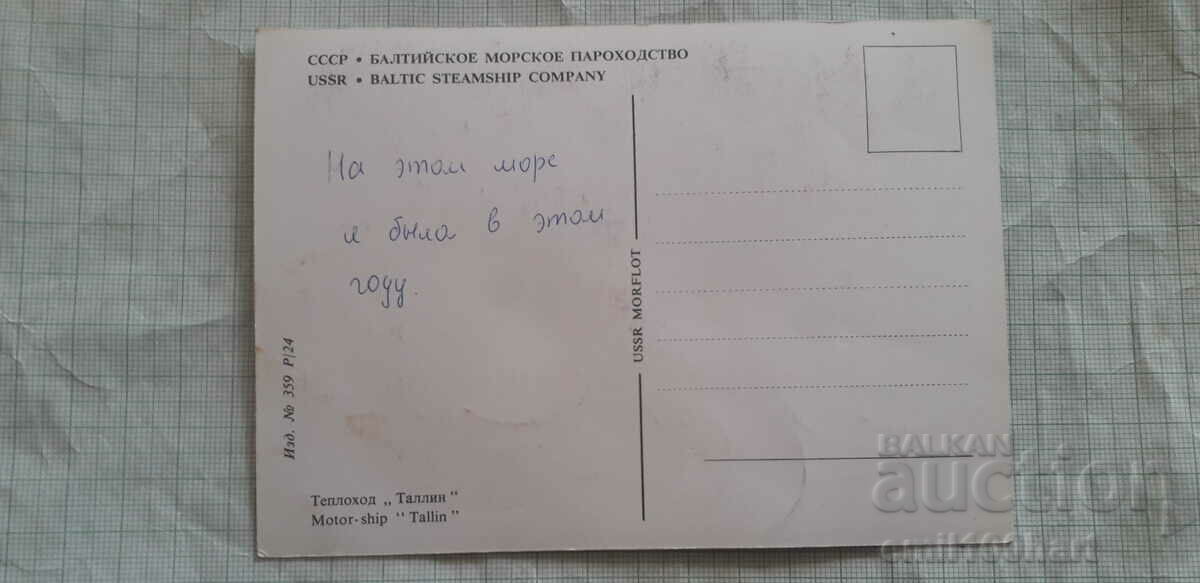 СССР • БАЛТИЙСКОЕ МОРСКОЕ ПАРОХОДСТВО
USSR • BALTIC STEAMSHIP COMPANY
На этом море
я была в этом
году.
Изд. № 359 Р|24
Теплоход „ Таллин "
Motor-ship " Tallin "
USSR MORFLOT
BALKAN
auction
emil100hart